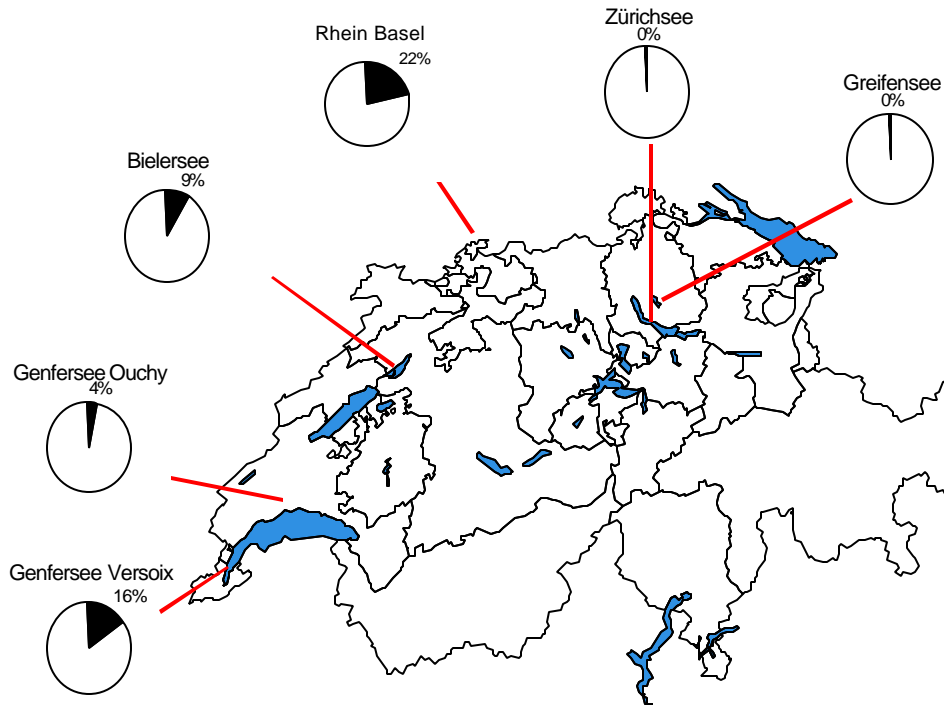 Zürichsee
0%
Rhein Basel
22%
Greifensee
0%
Bielersee
9%
Genfersee Ouchy
4%
Genfersee Versoix
16%